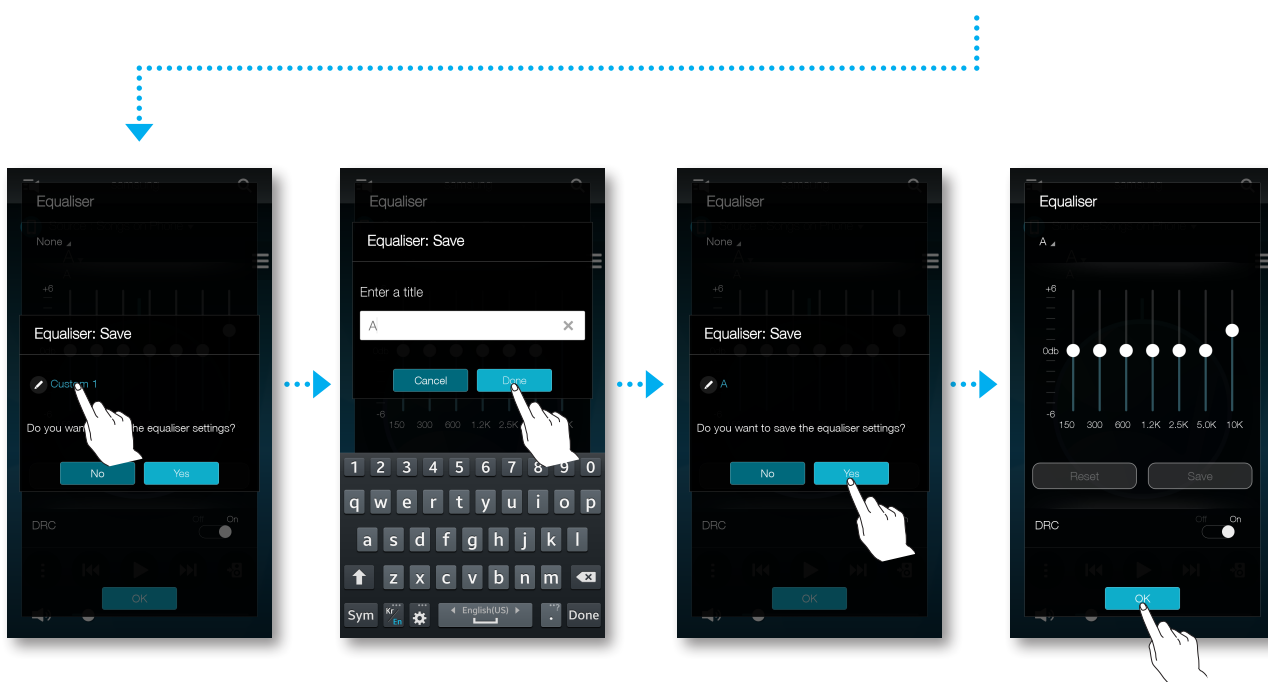 Equaliser
None
+6
Equaliser: Save
Custom 1
Do you want the equaliser settings?
No Yes
DRC Off On
OK
Equaliser
Equaliser: Save
Enter a title
A
Cancel Done
-6
150 300 600 1.2K 2.5K
1 2 3 4 5 6 7 8 9 0
q w e r t y u i o p
a s d f g h j k l
z x c v b n m
Sym Kr En English(US) . Done
Equaliser
None
+6
Equaliser: Save
A
Do you want to save the equaliser settings?
No Yes
DRC
OK
Equaliser
A
+6
0db
-6
150 300 600 1.2K 2.5K 5.0K 10K
Reset Save
DRC Off On
OK